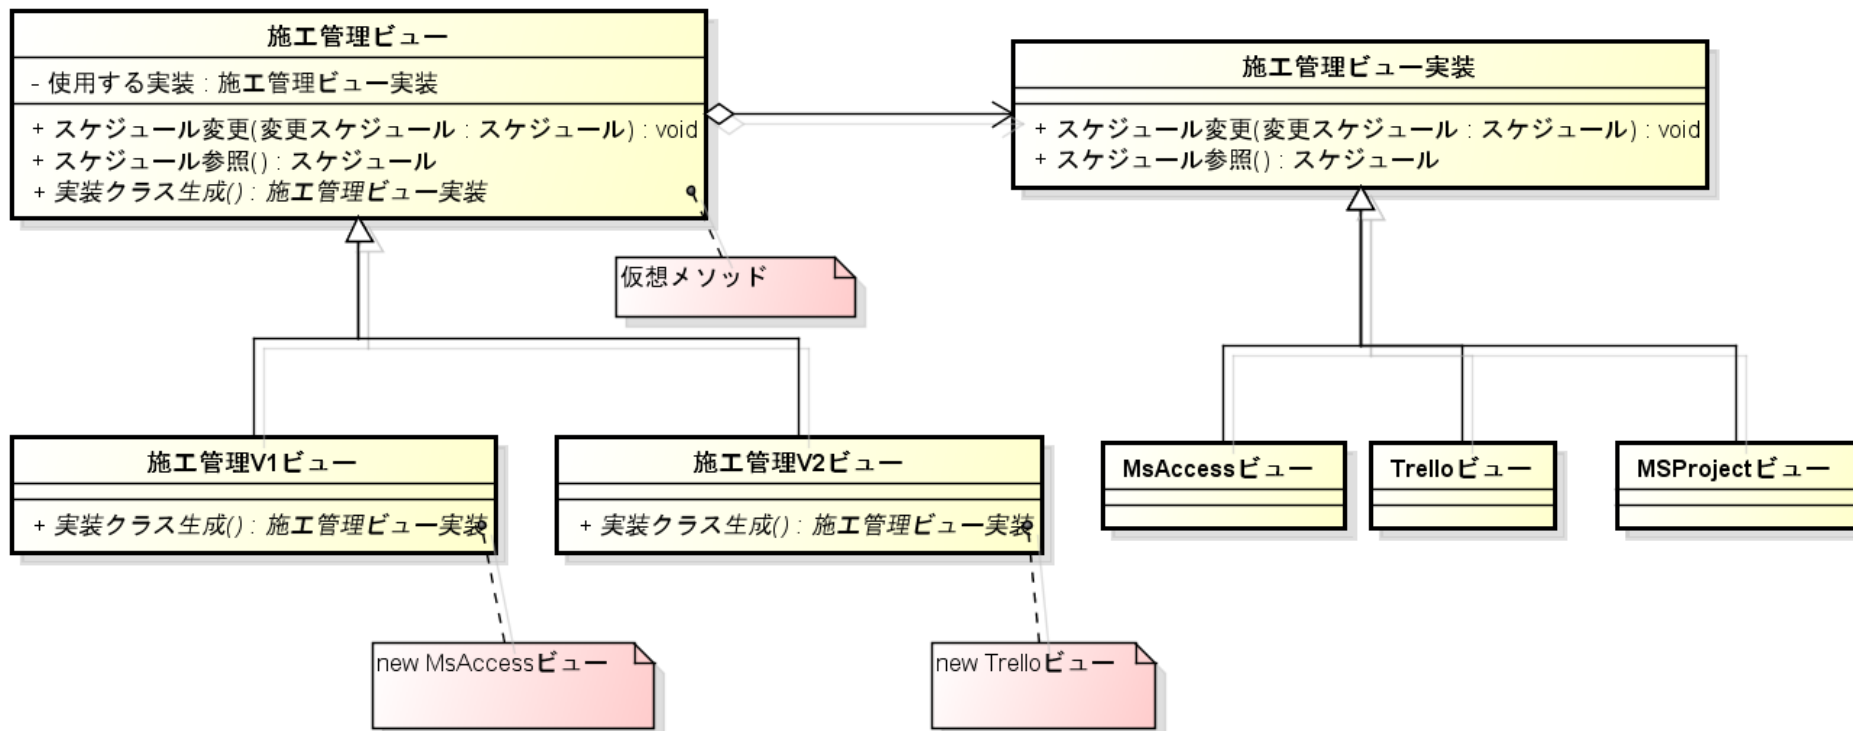 施工管理ビュー
- 使用する実装 : 施工管理ビュー実装
+ スケジュール変更(変更スケジュール : スケジュール) : void
+ スケジュール参照() : スケジュール
+ 実装クラス生成() : 施工管理ビュー実装
施工管理ビュー実装
+ スケジュール変更(変更スケジュール : スケジュール) : void
+ スケジュール参照() : スケジュール
仮想メソッド
施工管理V1ビュー
+ 実装クラス生成() : 施工管理ビュー実装
施工管理V2ビュー
+ 実装クラス生成() : 施工管理ビュー実装
MsAccessビュー
Trelloビュー
MSProjectビュー
new MsAccessビュー
new Trelloビュー